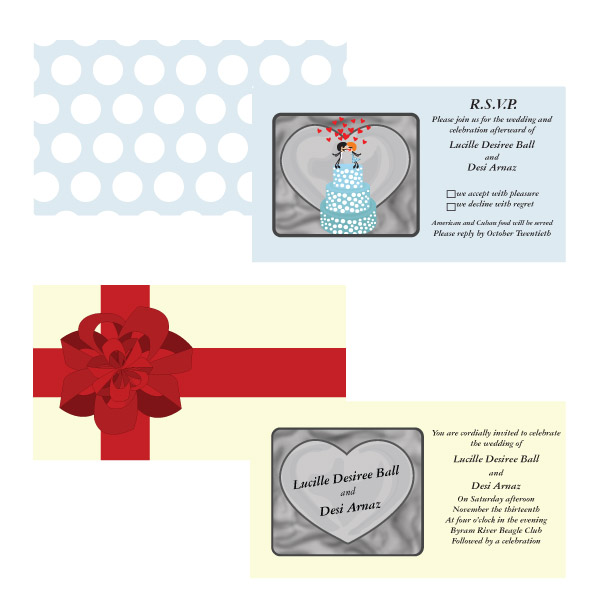 R.S.V.P.
Please join us for the wedding and
celebration afterward of
Lucille Desiree Ball
and
Desi Arnaz
we accept with pleasure
we decline with regret
American and Cuban food will be served
Please reply by October Twentieth
Lucille Desiree Ball
and
Desi Arnaz
You are cordially invited to celebrate
the wedding of
Lucille Desiree Ball
and
Desi Arnaz
On Saturday afteroon
November the thirteenth
At four o'clock in the evening
Byram River Beagle Club
Followed by a celebration